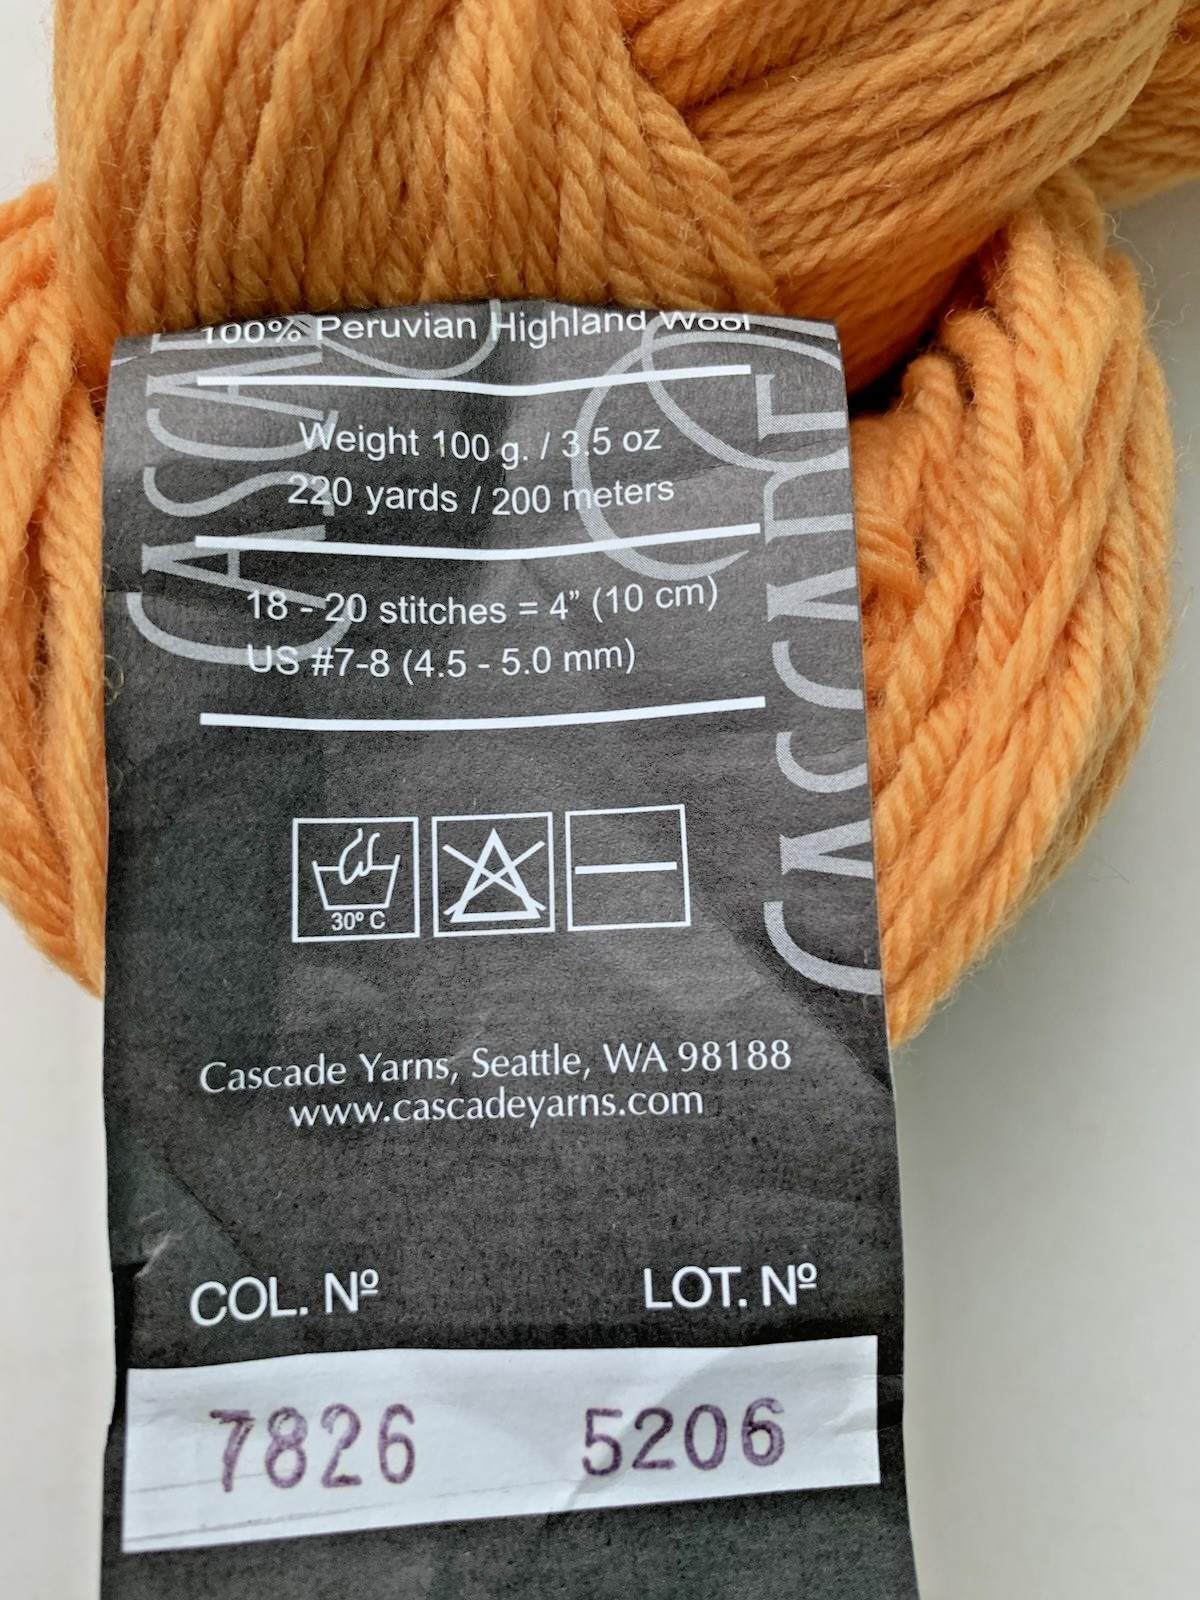 100% Peruvian Highland Wool
Weight 100 g. / 3.5 oz
220 yards / 200 meters
18 - 20 stitches = 4” (10 cm)
US #7-8 (4.5 - 5.0 mm)
30º C
Cascade Yarns, Seattle, WA 98188
www.cascadeyarns.com
COL. Nº LOT. Nº
7826 5206